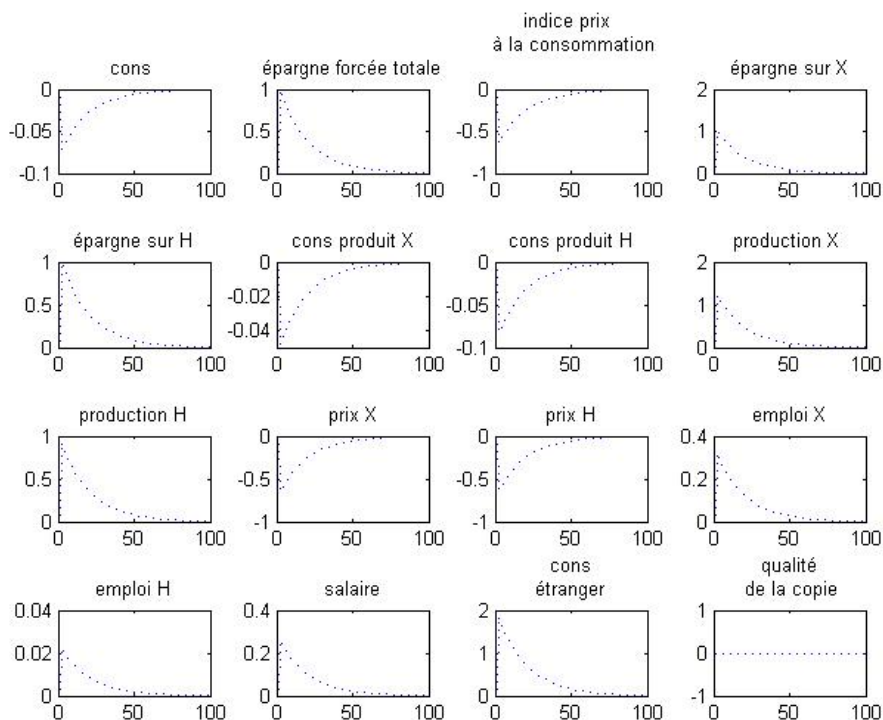 cons
0
-0.05
-0.1
0 50 100
épargne forcée totale
1
0.5
0
0 50 100
indice prix
à la consommation
0
-0.5
-1
0 50 100
épargne sur X
2
1
0
0 50 100
épargne sur H
1
0.5
0
0 50 100
cons produit X
0
-0.02
-0.04
0 50 100
cons produit H
0
-0.05
-0.1
0 50 100
production X
2
1
0
0 50 100
production H
1
0.5
0
0 50 100
prix X
0
-0.5
-1
0 50 100
prix H
0
-0.5
-1
0 50 100
emploi X
0.4
0.2
0
0 50 100
emploi H
0.04
0.02
0
0 50 100
salaire
0.4
0.2
0
0 50 100
cons
étranger
2
1
0
0 50 100
qualité
de la copie
1
0
-1
0 50 100